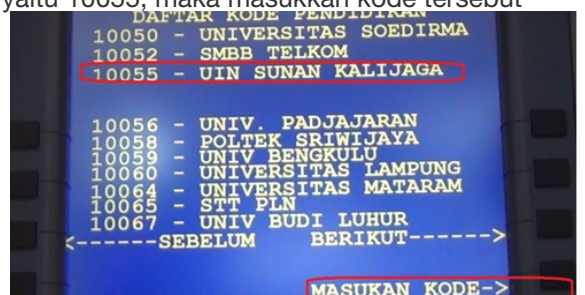 yaitu 10055, maka masukkan kode tersebut
DAFTAR KODE PENDIDIKAN
10050 - UNIVERSITAS SOEDIRMA
10052 - SMBB TELKOM
10055 - UIN SUNAN KALIJAGA
10056 - UNIV. PADJAJARAN
10058 - POLTEK SRIWIJAYA
10059 - UNIV BENGKULU
10060 - UNIVERSITAS LAMPUNG
10064 - UNIVERSITAS MATARAM
10065 - STT PLN
10067 - UNIV BUDI LUHUR
<------SEBELUM BERIKUT------>
MASUKAN KODE->